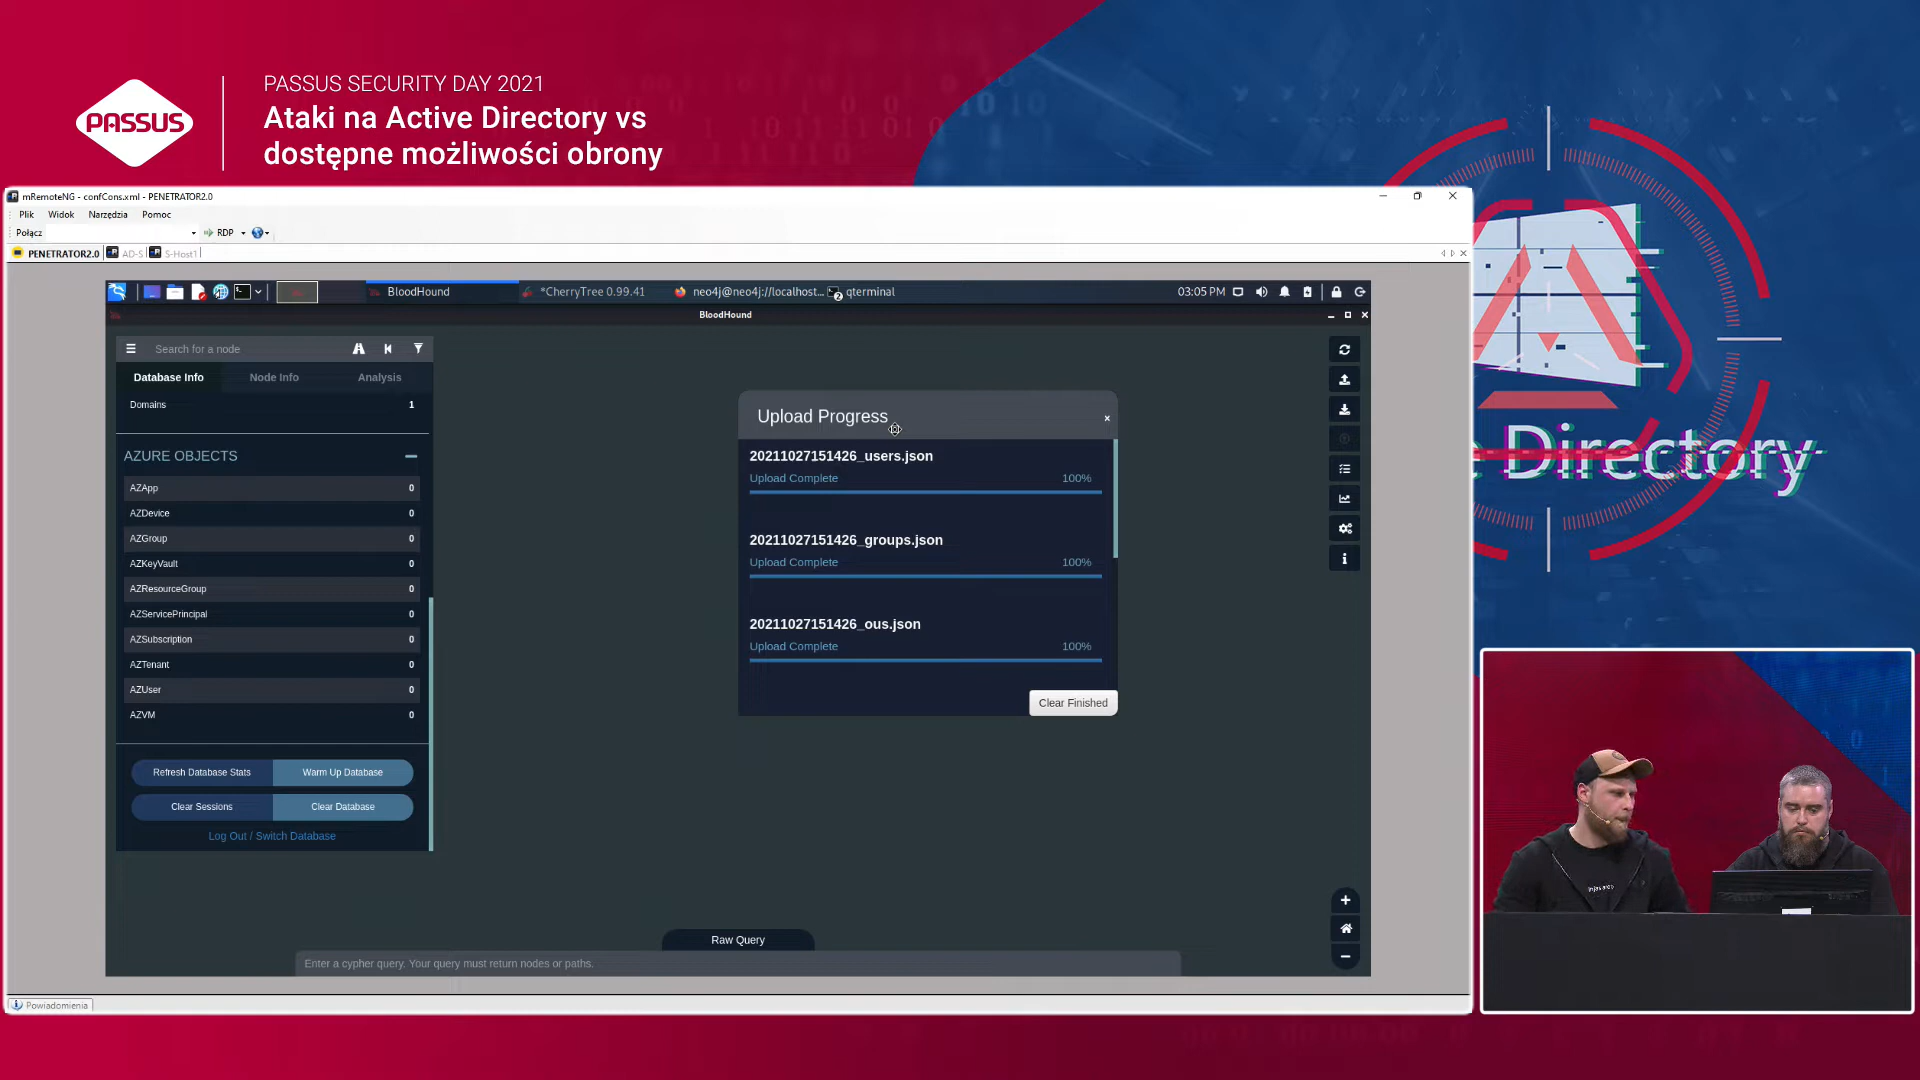 PASSUS
PASSUS SECURITY DAY 2021
Ataki na Active Directory vs
dostępne możliwości obrony
mRemoteNG - confCons.xml - PENETRATOR2.0
Plik Widok Narzędzia Pomoc
Połącz RDP
PENETRATOR2.0 AD-S S-Host1
BloodHound *CherryTree 0.99.41 neo4j@neo4j://localhost... qterminal 03:05 PM
BloodHound
Search for a node
Database Info Node Info Analysis
Domains 1
AZURE OBJECTS
AZApp 0
AZDevice 0
AZGroup 0
AZKeyVault 0
AZResourceGroup 0
AZServicePrincipal 0
AZSubscription 0
AZTenant 0
AZUser 0
AZVM 0
Refresh Database Stats Warm Up Database
Clear Sessions Clear Database
Log Out / Switch Database
Upload Progress
20211027151426_users.json
Upload Complete 100%
20211027151426_groups.json
Upload Complete 100%
20211027151426_ous.json
Upload Complete 100%
Clear Finished
Raw Query
Enter a cypher query. Your query must return nodes or paths.
Powiadomienia
e Directory